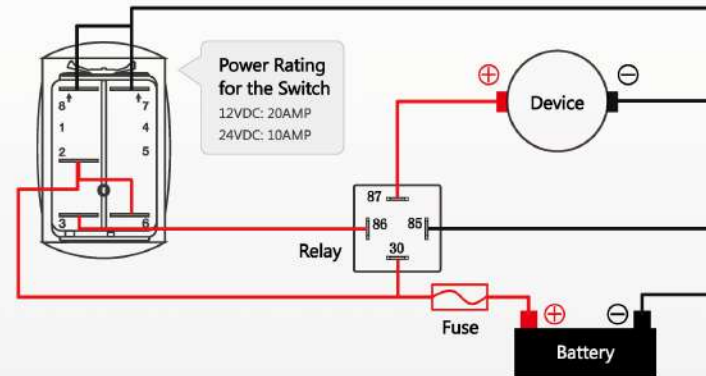 Power Rating
for the Switch
12VDC: 20AMP
24VDC: 10AMP
8
7
1
4
2
5
3
6
⊕
⊖
Device
87
86
85
30
Relay
Fuse
⊕
⊖
Battery